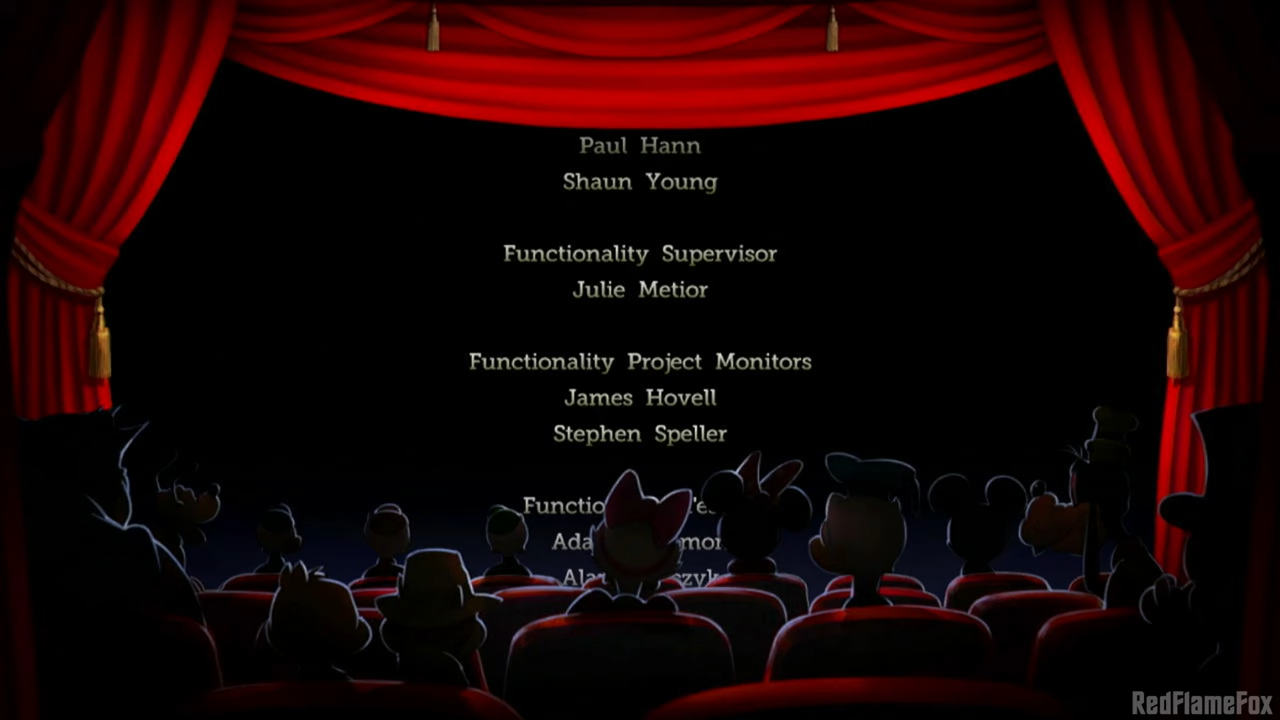 Paul Hann
Shaun Young
Functionality Supervisor
Julie Metior
Functionality Project Monitors
James Hovell
Stephen Speller
RedFlameFox